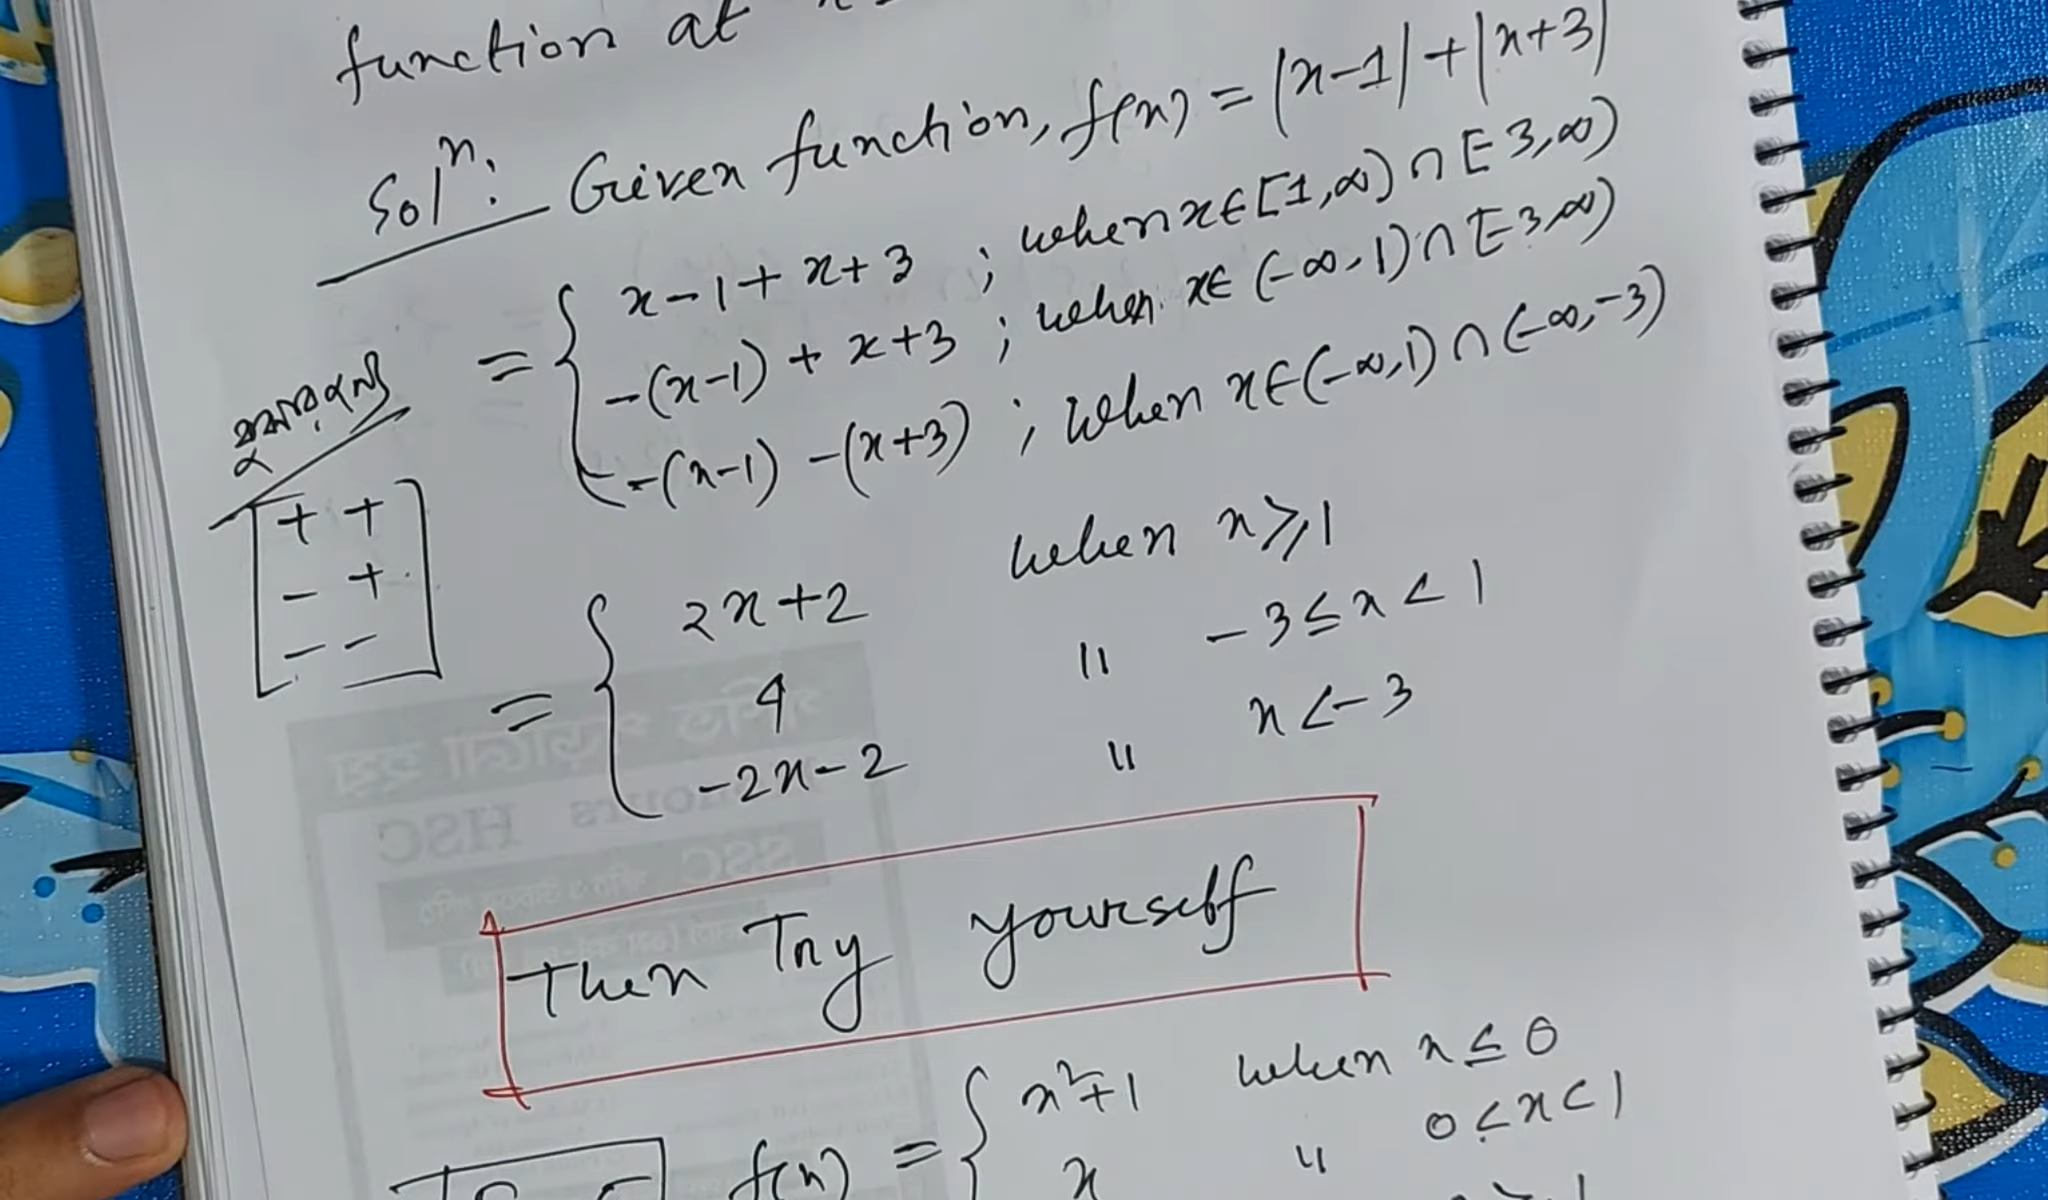 function at
Solⁿ: Given function, f(x) = |x-1|+|x+3|
= { x-1+x+3 ; when x∈[1,∞)∩[-3,∞)
-(x-1)+x+3 ; when x∈(-∞,1)∩[-3,∞)
-(x-1)-(x+3) ; when x∈(-∞,1)∩(-∞,-3)
+ +
- +
- -
= { 2x+2 when x≥1
4 " -3≤x<1
-2x-2 " x<-3
Then Try yourself
f(x) = { x²+1 when x≤0
x " 0<x<1